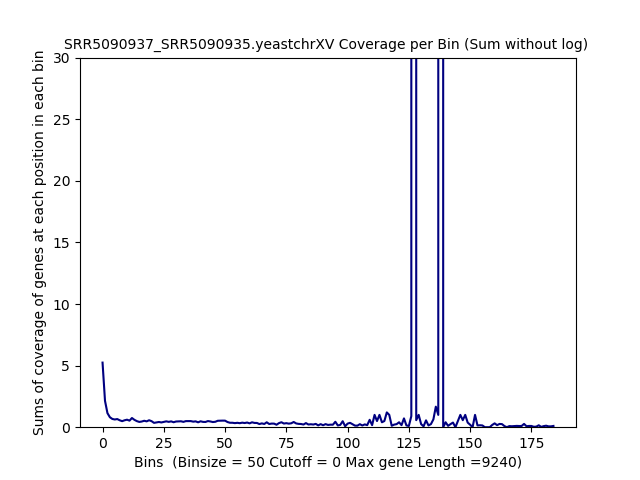 SRR5090937_SRR5090935.yeastchrXV Coverage per Bin (Sum without log)
Sums of coverage of genes at each position in each bin
30
25
20
15
10
5
0
0 25 50 75 100 125 150 175
Bins  (Binsize = 50 Cutoff = 0 Max gene Length =9240)